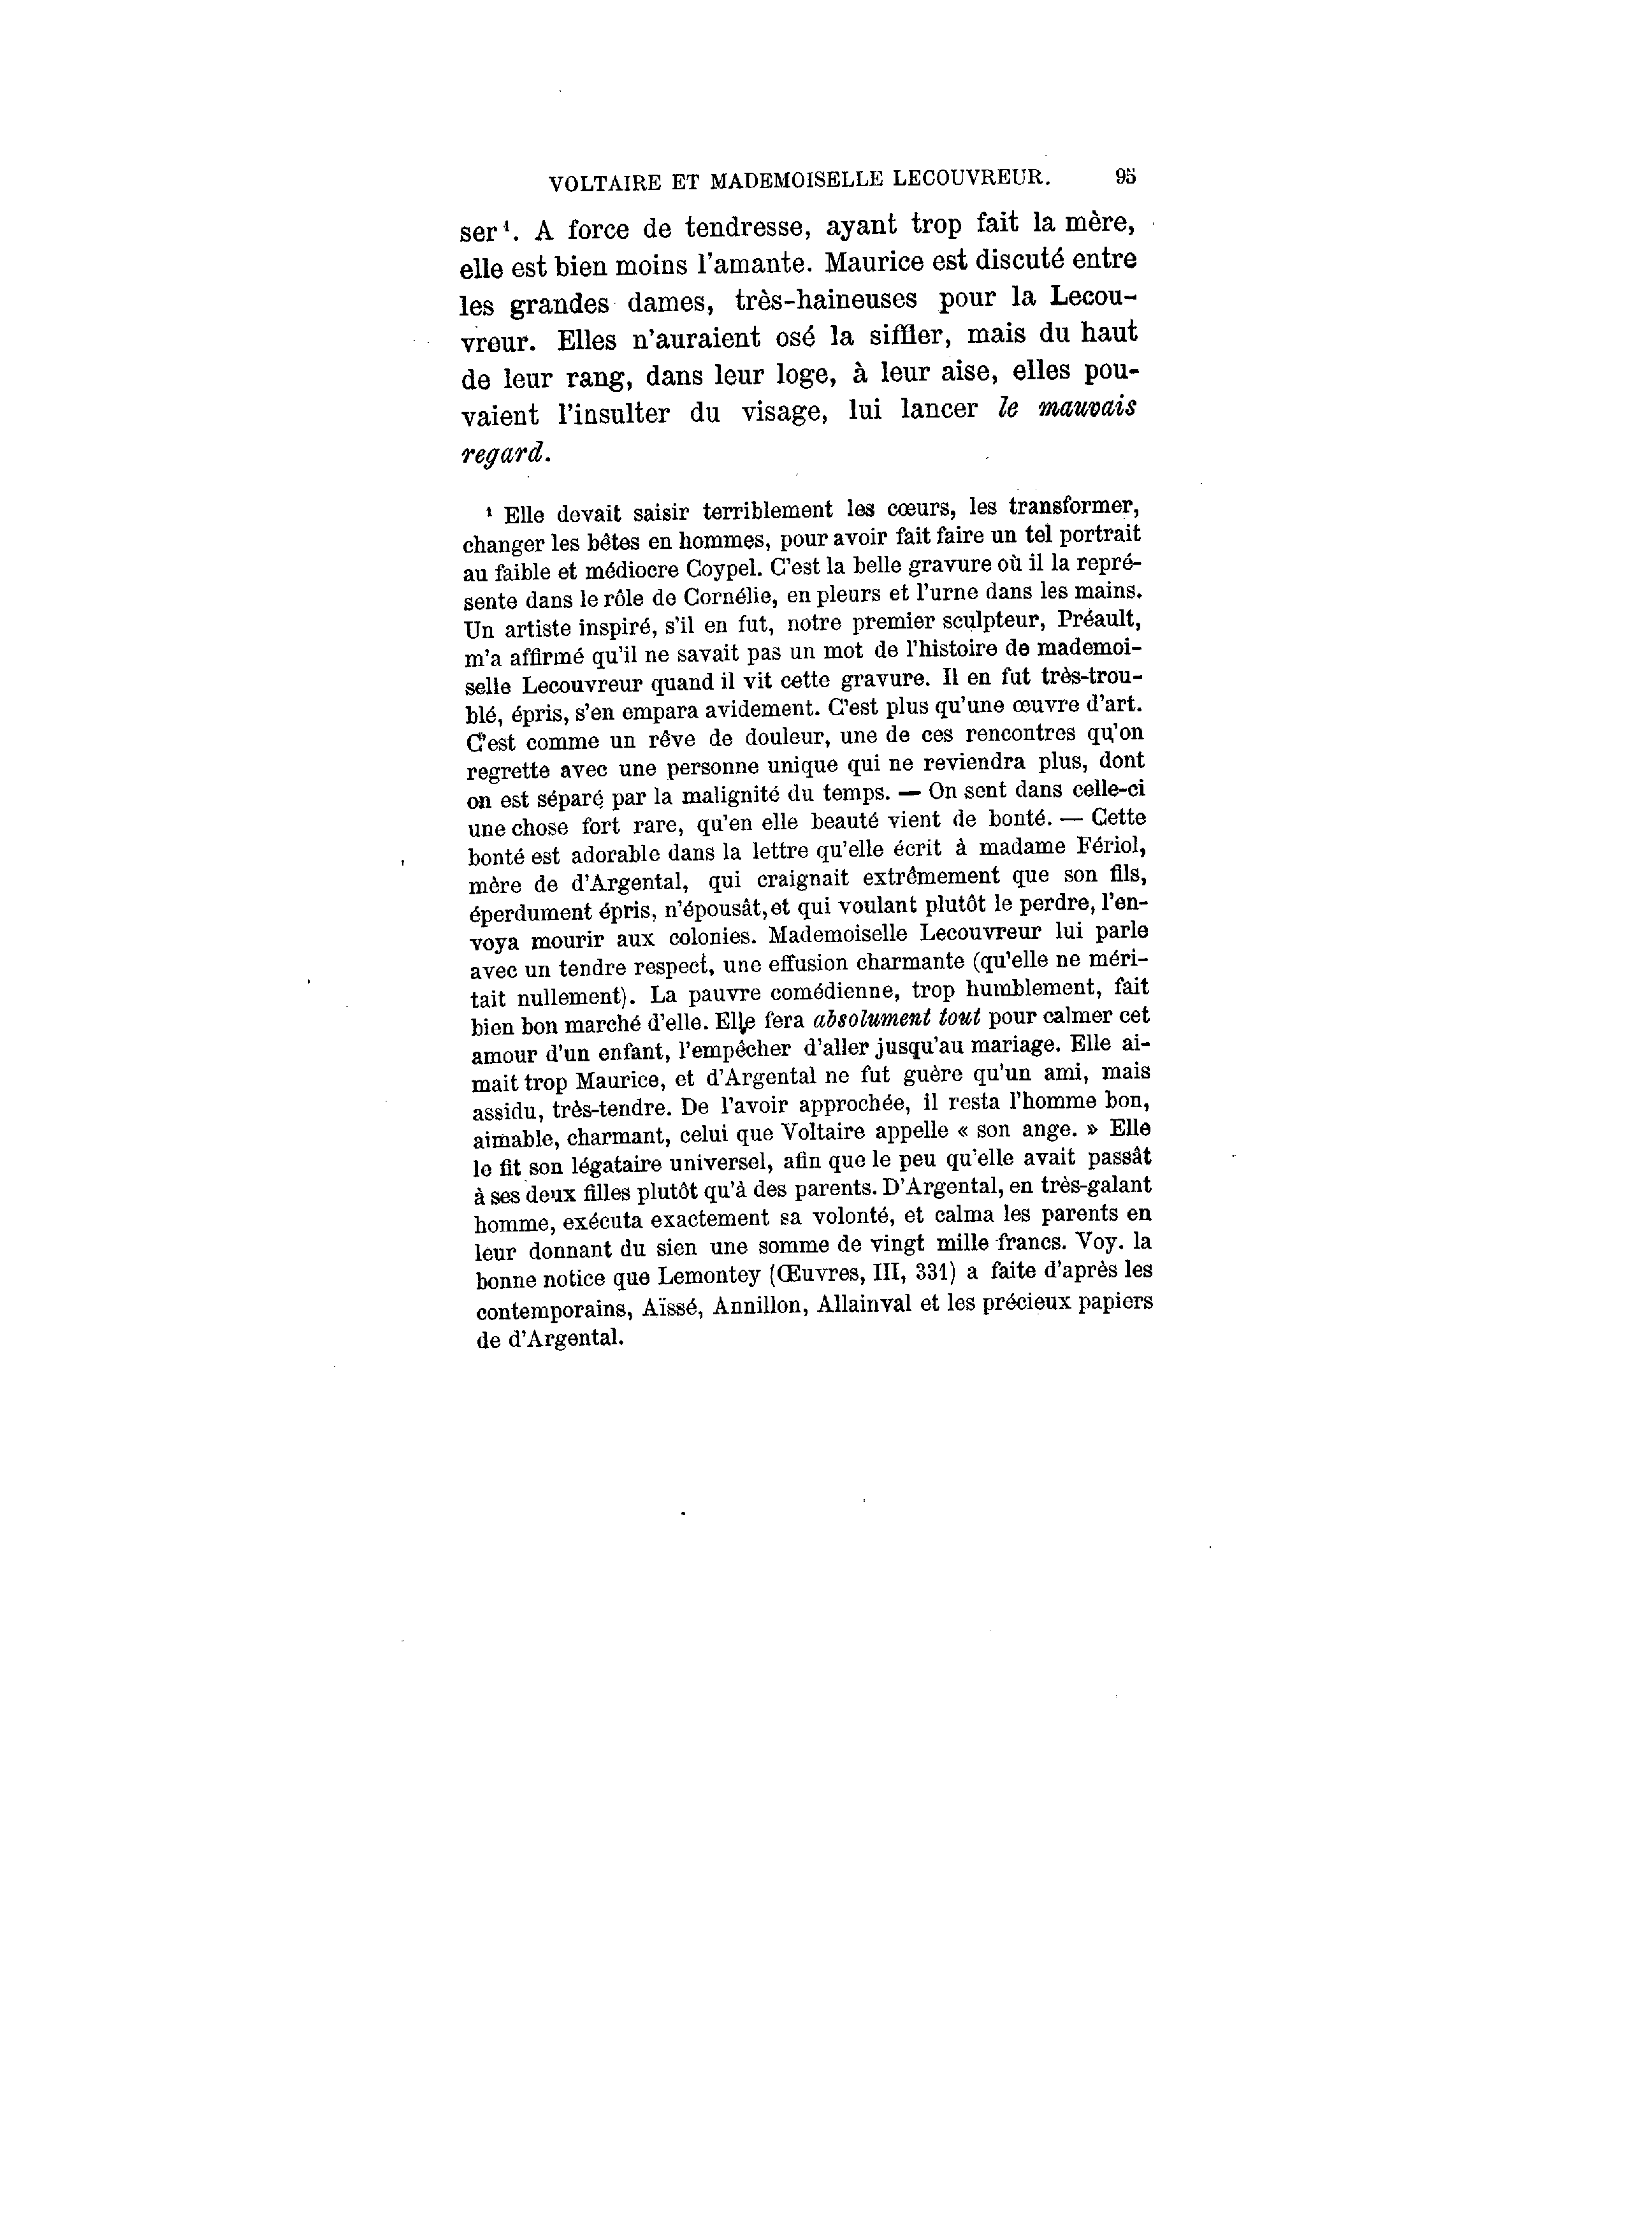 VOLTAIRE ET MADEMOISELLE LECOUVREUR. 95
ser¹. A force de tendresse, ayant trop fait la mère,
elle est bien moins l'amante. Maurice est discuté entre
les grandes dames, très-haineuses pour la Lecou-
vreur. Elles n'auraient osé la siffler, mais du haut
de leur rang, dans leur loge, à leur aise, elles pou-
vaient l'insulter du visage, lui lancer le mauvais
regard.
¹ Elle devait saisir terriblement les cœurs, les transformer,
changer les bêtes en hommes, pour avoir fait faire un tel portrait
au faible et médiocre Coypel. C'est la belle gravure où il la repré-
sente dans le rôle de Cornélie, en pleurs et l'urne dans les mains.
Un artiste inspiré, s'il en fut, notre premier sculpteur, Préault,
m'a affirmé qu'il ne savait pas un mot de l'histoire de mademoi-
selle Lecouvreur quand il vit cette gravure. Il en fut très-trou-
blé, épris, s'en empara avidement. C'est plus qu'une œuvre d'art.
C'est comme un rêve de douleur, une de ces rencontres qu'on
regrette avec une personne unique qui ne reviendra plus, dont
on est séparé par la malignité du temps. — On sent dans celle-ci
une chose fort rare, qu'en elle beauté vient de bonté. — Cette
bonté est adorable dans la lettre qu'elle écrit à madame Fériol,
mère de d'Argental, qui craignait extrêmement que son fils,
éperdument épris, n'épousât, et qui voulant plutôt le perdre, l'en-
voya mourir aux colonies. Mademoiselle Lecouvreur lui parle
avec un tendre respect, une effusion charmante (qu'elle ne méri-
tait nullement). La pauvre comédienne, trop humblement, fait
bien bon marché d'elle. Elle fera absolument tout pour calmer cet
amour d'un enfant, l'empêcher d'aller jusqu'au mariage. Elle ai-
mait trop Maurice, et d'Argental ne fut guère qu'un ami, mais
assidu, très-tendre. De l'avoir approchée, il resta l'homme bon,
aimable, charmant, celui que Voltaire appelle « son ange. » Elle
le fit son légataire universel, afin que le peu qu'elle avait passât
à ses deux filles plutôt qu'à des parents. D'Argental, en très-galant
homme, exécuta exactement sa volonté, et calma les parents en
leur donnant du sien une somme de vingt mille francs. Voy. la
bonne notice que Lemontey (Œuvres, III, 331) a faite d'après les
contemporains, Aïssé, Annillon, Allainval et les précieux papiers
de d'Argental.